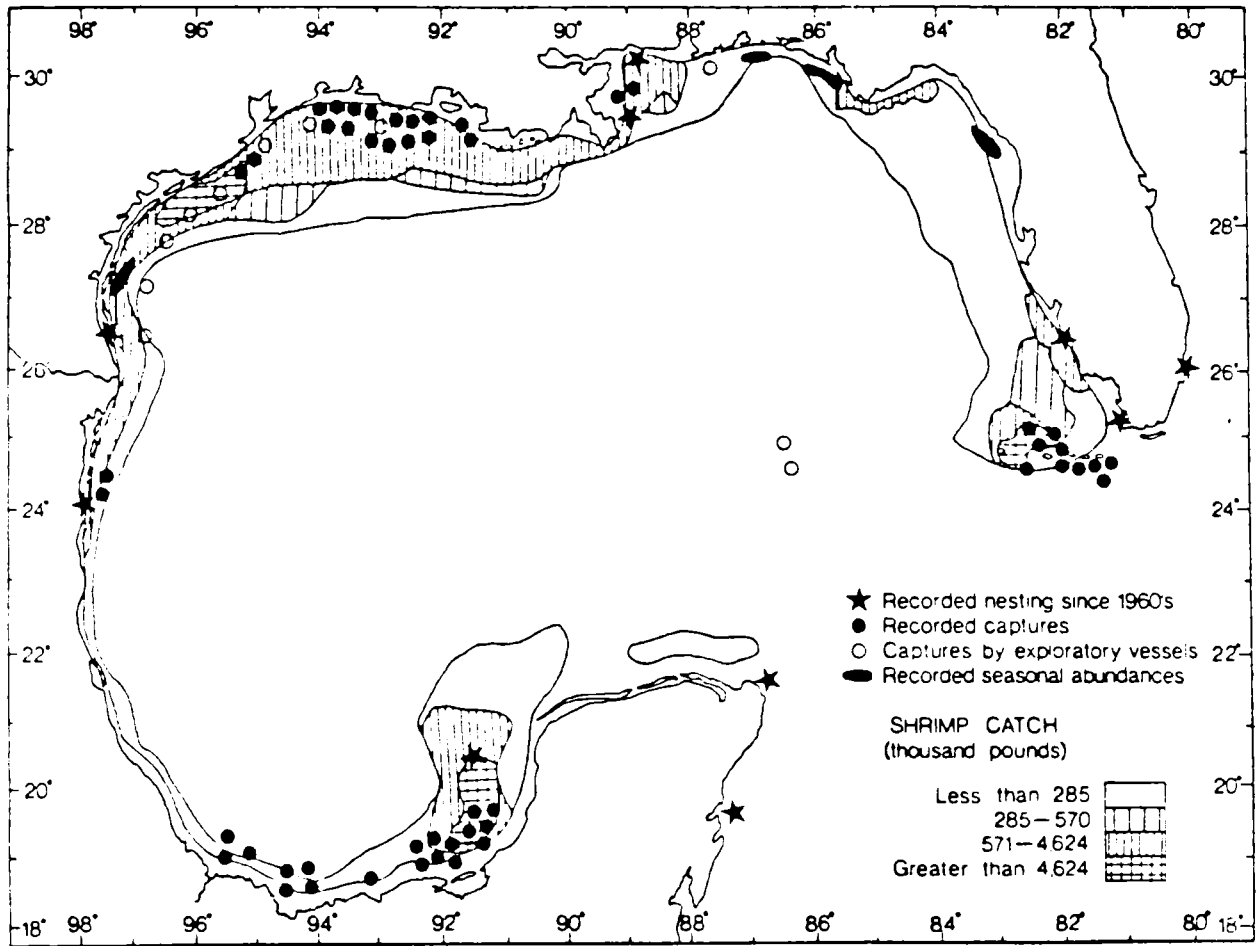 98° 96° 94° 92° 90° 88° 86° 84° 82° 80°
30° 30°
28° 28°
26° 26°
24° 24°
22° 22°
20° 20°
18° 18°
★ Recorded nesting since 1960's
● Recorded captures
○ Captures by exploratory vessels
Recorded seasonal abundances
SHRIMP CATCH
(thousand pounds)
Less than 285
285–570
571–4,624
Greater than 4,624
98° 96° 94° 92° 90° 88° 86° 84° 82° 80°